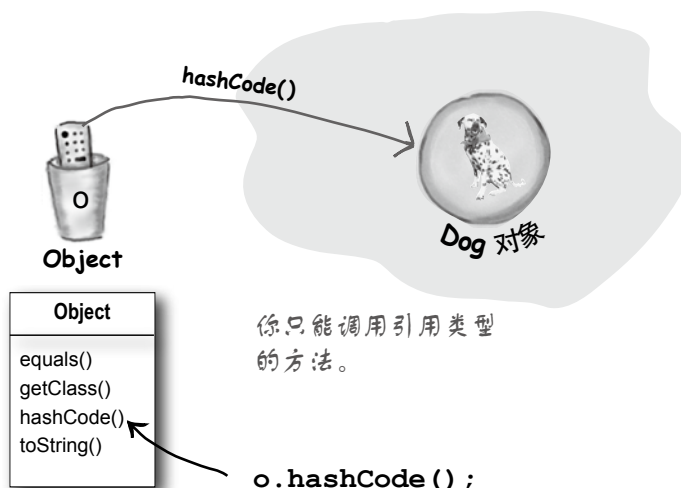 hashCode()
O
Object
Dog 对象
Object
equals()
getClass()
hashCode()
toString()
你只能调用引用类型
的方法。
o.hashCode();